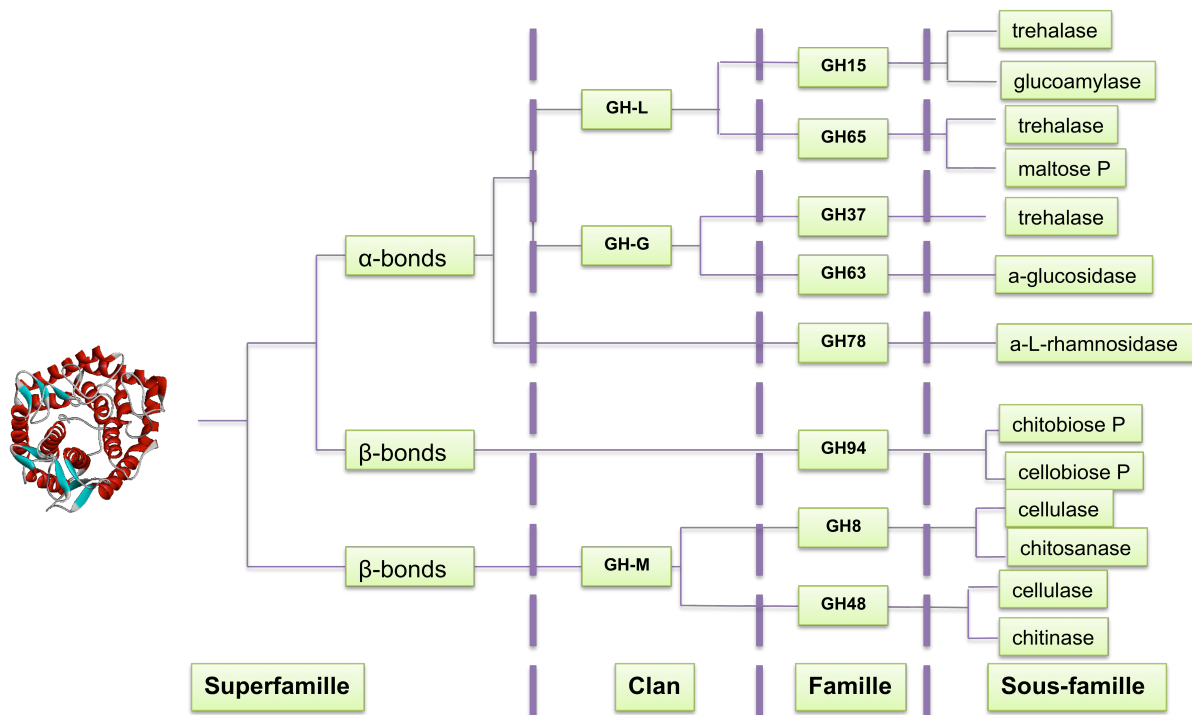 trehalase
GH15
glucoamylase
GH-L
trehalase
GH65
maltose P
GH37
trehalase
GH-G
α-bonds
GH63
a-glucosidase
GH78
a-L-rhamnosidase
chitobiose P
β-bonds
GH94
cellobiose P
cellulase
GH8
chitosanase
β-bonds
GH-M
cellulase
GH48
chitinase
Superfamille
Clan
Famille
Sous-famille